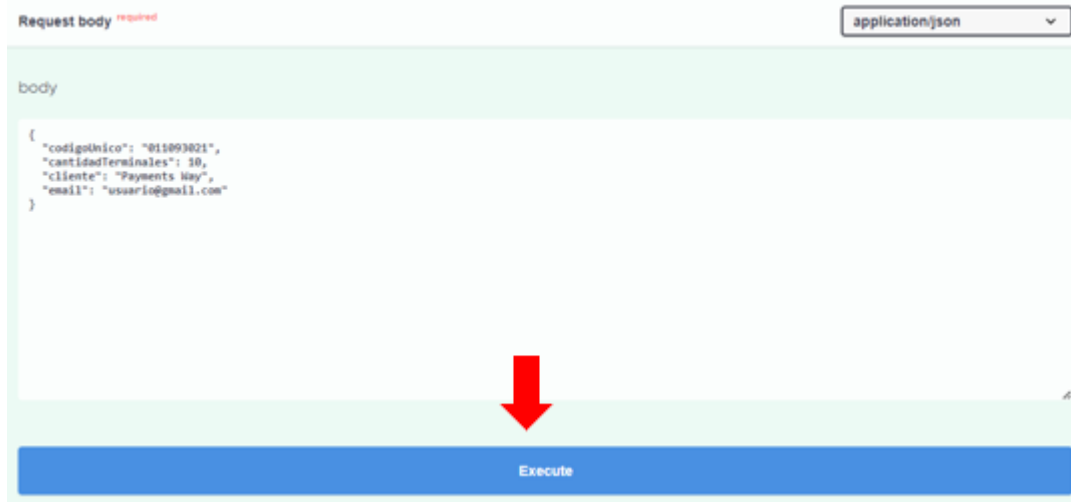 Request body required
application/json
body
{
"codigoUnico": "011093021",
"cantidadTerminales": 10,
"cliente": "Payments Way",
"email": "usuario@gmail.com"
}
Execute